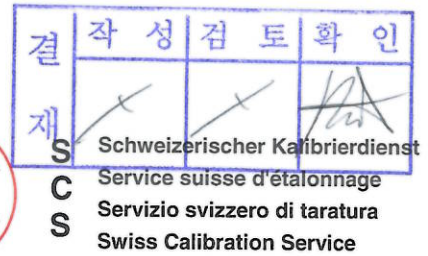 결 작 성 검 토 확 인
재
S Schweizerischer Kalibrierdienst
C Service suisse d'étalonnage
S Servizio svizzero di taratura
Swiss Calibration Service